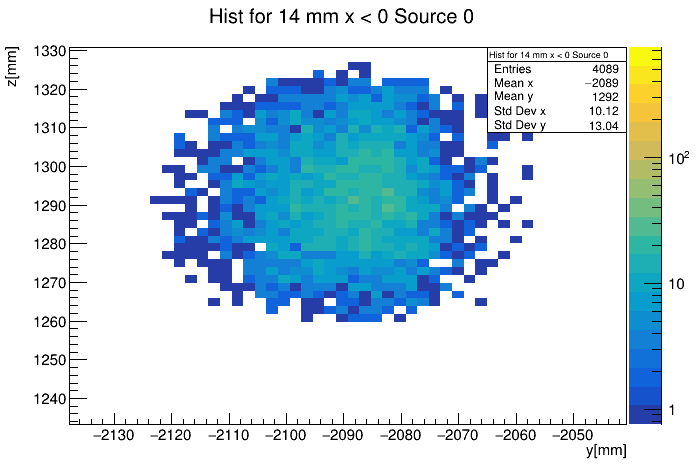 Hist for 14 mm x < 0 Source 0
z[mm]
1330
1320
1310
1300
1290
1280
1270
1260
1250
1240
Hist for 14 mm x < 0 Source 0
Entries 4089
Mean x −2089
Mean y 1292
Std Dev x 10.12
Std Dev y 13.04
10²
10
1
−2130 −2120 −2110 −2100 −2090 −2080 −2070 −2060 −2050
y[mm]